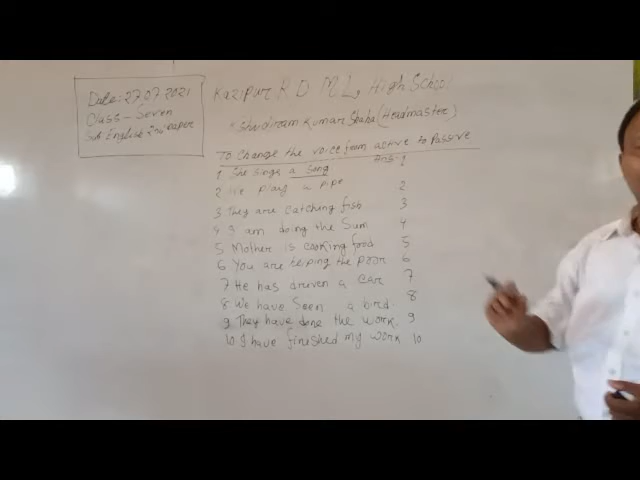 Date: 27.07.2021
Class - Seven
Sub English 2nd paper
Kazipur R D M L High School
Kshudiram Kumar Shaha (Headmaster)
To change the voice from active to Passive
Ans: 1
1 She sings a song
2 He play a pipe 2
3 They are catching fish 3
4 I am doing the Sum 4
5 Mother is cooking food 5
6 You are helping the poor 6
7 He has driven a car 7
8 We have seen a bird. 8
9 They have done the work. 9
10 I have finished my work 10